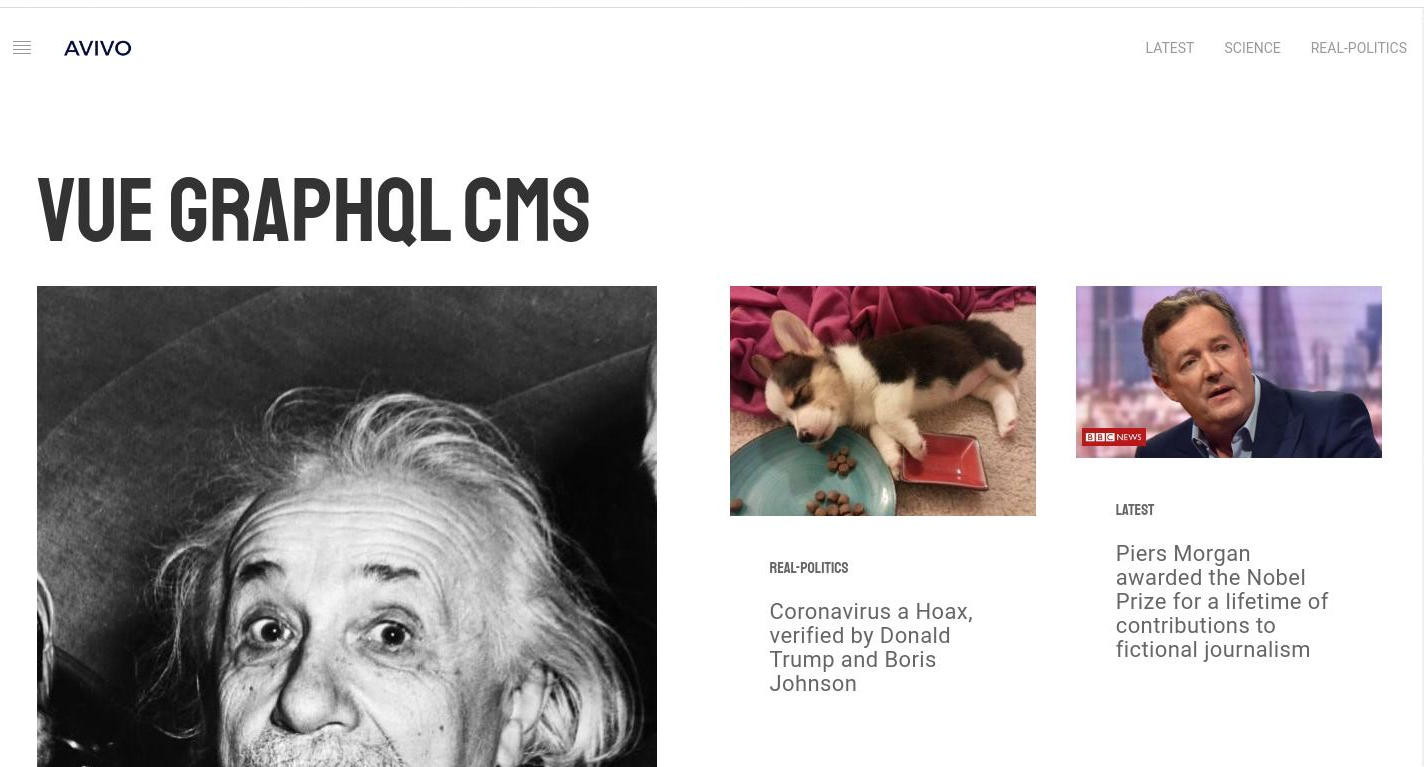 AVIVO
LATEST SCIENCE REAL-POLITICS
VUE GRAPHQL CMS
BBC NEWS
REAL-POLITICS
Coronavirus a Hoax,
verified by Donald
Trump and Boris
Johnson
LATEST
Piers Morgan
awarded the Nobel
Prize for a lifetime of
contributions to
fictional journalism